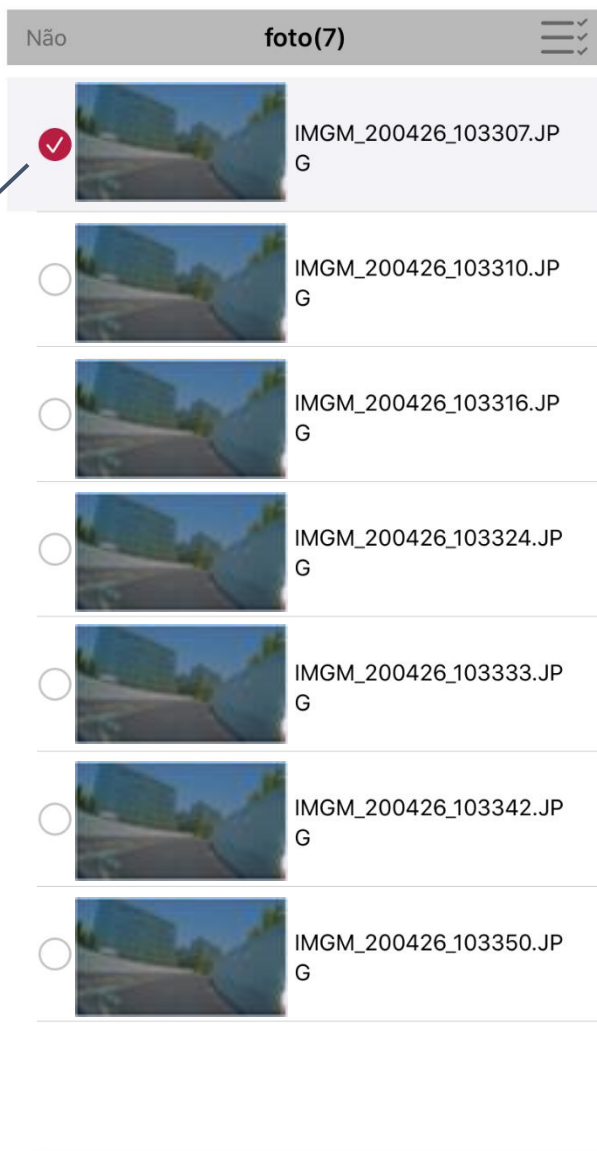 Não
foto(7)
IMGM_200426_103307.JP
G
IMGM_200426_103310.JP
G
IMGM_200426_103316.JP
G
IMGM_200426_103324.JP
G
IMGM_200426_103333.JP
G
IMGM_200426_103342.JP
G
IMGM_200426_103350.JP
G